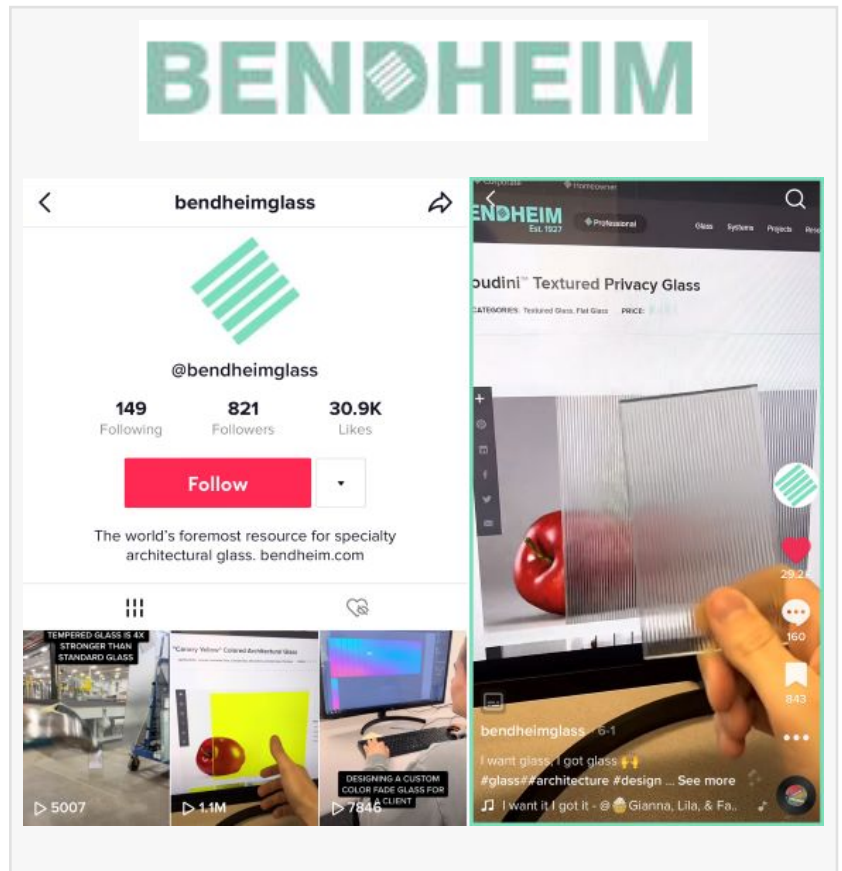 BENDHEIM
bendheimglass
@bendheimglass
149 821 30.9K
Following Followers Likes
Follow
The world's foremost resource for specialty
architectural glass. bendheim.com
TEMPERED GLASS IS 4X
STRONGER THAN
STANDARD GLASS
5007
"Canary Yellow" Colored Architectural Glass
1.1M
DESIGNING A CUSTOM
COLOR FADE GLASS FOR
A CLIENT
7846
Corporate Homeowner
ENDHEIM
Est. 1927
Professional
Glass Systems Projects Rese
oudini™ Textured Privacy Glass
CATEGORIES: Textured Glass, Flat Glass PRICE:
160
843
bendheimglass · 6-1
I want glass, I got glass 🙌
#glass##architecture #design ... See more
I want it I got it - @🧁Gianna, Lila, & Fa..